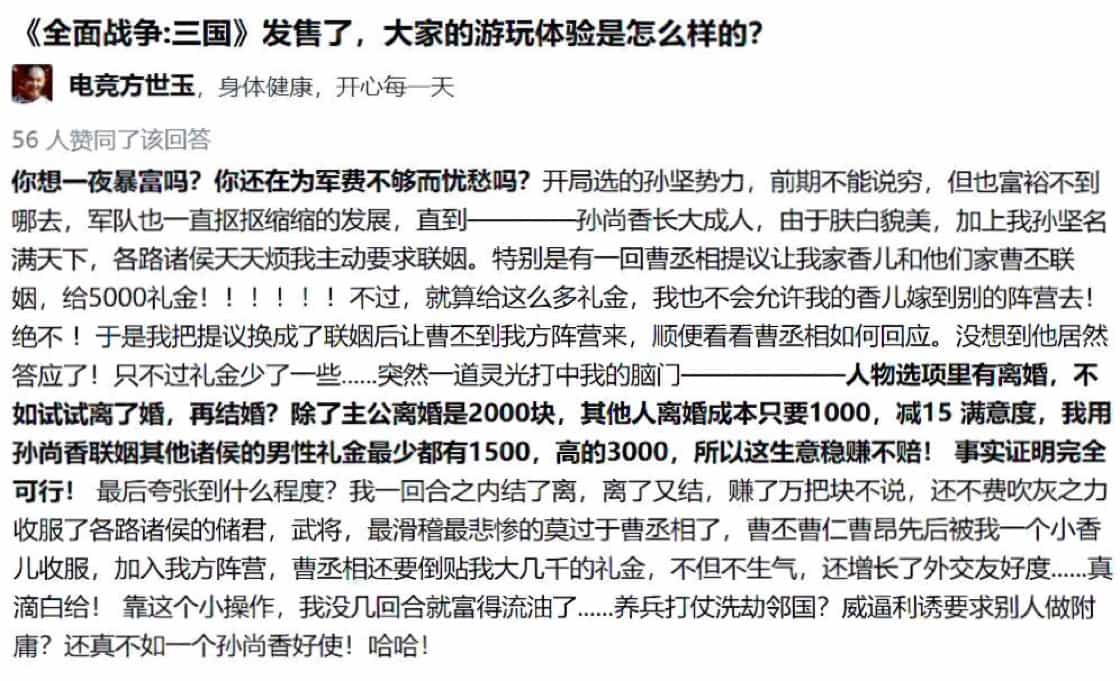 《全面战争:三国》发售了，大家的游玩体验是怎么样的？
电竞方世玉，身体健康，开心每一天
56 人赞同了该回答
你想一夜暴富吗？你还在为军费不够而忧愁吗？开局选的孙坚势力，前期不能说穷，但也富裕不到
哪去，军队也一直抠抠缩缩的发展，直到————孙尚香长大成人，由于肤白貌美，加上我孙坚名
满天下，各路诸侯天天烦我主动要求联姻。特别是有一回曹丞相提议让我家香儿和他们家曹丕联
姻，给5000礼金！！！！！！不过，就算给这么多礼金，我也不会允许我的香儿嫁到别的阵营去！
绝不！于是我把提议换成了联姻后让曹丕到我方阵营来，顺便看看曹丞相如何回应。没想到他居然
答应了！只不过礼金少了一些......突然一道灵光打中我的脑门——————人物选项里有离婚，不
如试试离了婚，再结婚？除了主公离婚是2000块，其他人离婚成本只要1000，减15 满意度，我用
孙尚香联姻其他诸侯的男性礼金最少都有1500，高的3000，所以这生意稳赚不赔！ 事实证明完全
可行！ 最后夸张到什么程度？我一回合之内结了离，离了又结，赚了万把块不说，还不费吹灰之力
收服了各路诸侯的储君，武将，最滑稽最悲惨的莫过于曹丞相了，曹丕曹仁曹昂先后被我一个小香
儿收服，加入我方阵营，曹丞相还要倒贴我大几千的礼金，不但不生气，还增长了外交友好度......真
滴白给！ 靠这个小操作，我没几回合就富得流油了......养兵打仗洗劫邻国？威逼利诱要求别人做附
庸？还真不如一个孙尚香好使！哈哈！